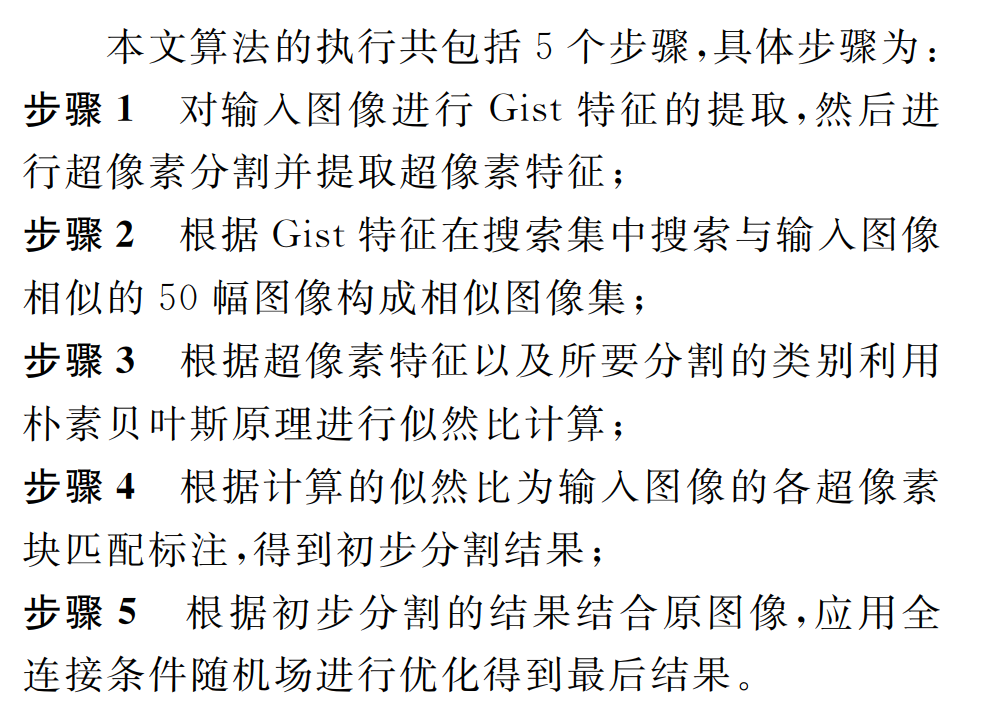 本文算法的执行共包括 5 个步骤,具体步骤为:
步骤 1 对输入图像进行 Gist 特征的提取,然后进
行超像素分割并提取超像素特征;
步骤 2 根据 Gist 特征在搜索集中搜索与输入图像
相似的 50 幅图像构成相似图像集;
步骤 3 根据超像素特征以及所要分割的类别利用
朴素贝叶斯原理进行似然比计算;
步骤 4 根据计算的似然比为输入图像的各超像素
块匹配标注,得到初步分割结果;
步骤 5 根据初步分割的结果结合原图像,应用全
连接条件随机场进行优化得到最后结果。